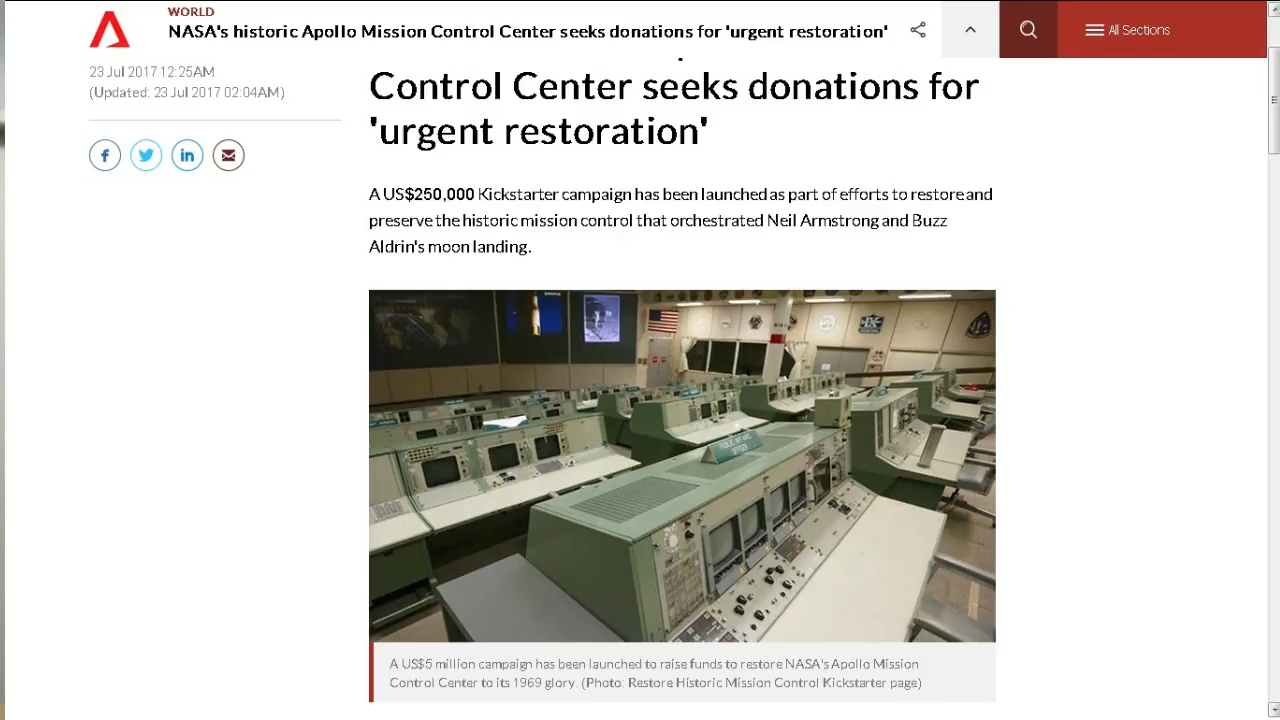 WORLD
NASA's historic Apollo Mission Control Center seeks donations for 'urgent restoration'
All Sections
23 Jul 2017 12:25AM
(Updated: 23 Jul 2017 02:04AM)
Control Center seeks donations for
'urgent restoration'
A US$250,000 Kickstarter campaign has been launched as part of efforts to restore and
preserve the historic mission control that orchestrated Neil Armstrong and Buzz
Aldrin's moon landing.
PUBLIC AFFAIRS
OFFICER
A US$5 million campaign has been launched to raise funds to restore NASA's Apollo Mission
Control Center to its 1969 glory. (Photo: Restore Historic Mission Control Kickstarter page)